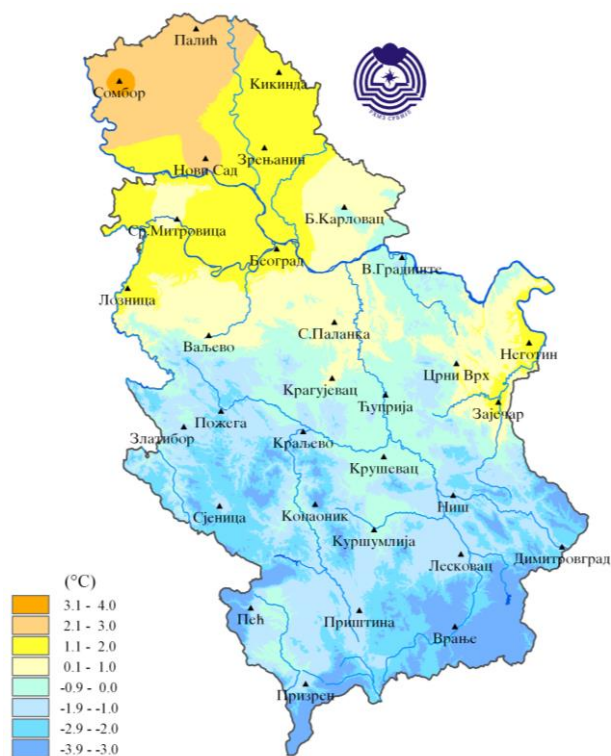 Палић
Сомбор
Кикинда
Нови Сад
Зрењанин
Б.Карловац
Ср.Митровица
Београд
В.Градиште
Лозница
С.Паланка
Ваљево
Неготин
Црни Врх
Крагујевац
Ћуприја
Зајечар
Пожега
Златибор
Краљево
Крушевац
Ниш
Сјеница
Копаоник
Куршумлија
Димитровград
Лесковац
Пећ
Приштина
Врање
Призрен
(°C)
3.1 - 4.0
2.1 - 3.0
1.1 - 2.0
0.1 - 1.0
-0.9 - 0.0
-1.9 - -1.0
-2.9 - -2.0
-3.9 - -3.0